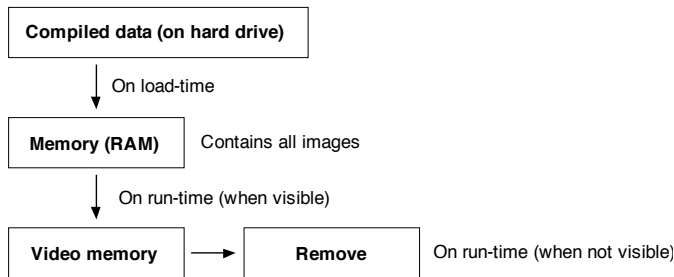 Compiled data (on hard drive)
On load-time
Memory (RAM) Contains all images
On run-time (when visible)
Video memory Remove On run-time (when not visible)